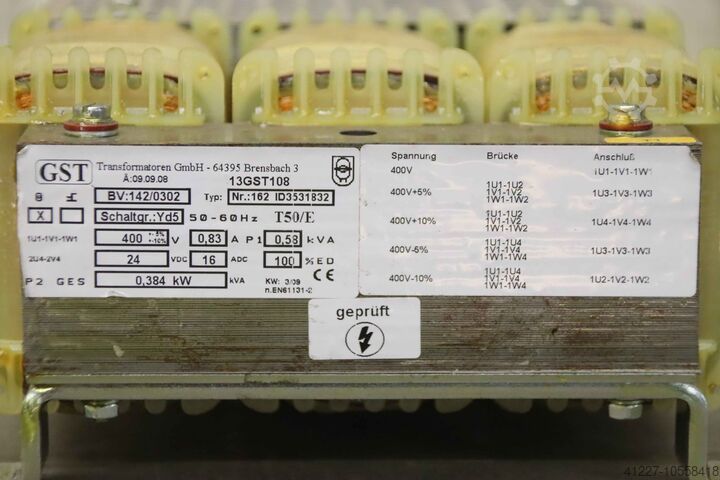 GST Transformatoren GmbH - 64395 Brensbach 3
Ä:09.09.08 13GST108
BV:142/0302 Typ: Nr.:162 ID3531832
X Schaltgr.:Yd5 50-60Hz T50/E
1U1-1V1-1W1 400 +-5% +-10% V 0,83 A P1 0,58 kVA
2U4-2V4 24 VDC 16 ADC 100 %ED
P2 GES 0,384 kW kVA KW: 3/09 CE
n.EN61131-2
Spannung Brücke Anschluß
400V 1U1-1V1-1W1
400V+5% 1U1-1U2 1U3-1V3-1W3
1V1-1V2
1W1-1W2
400V+10% 1U1-1U2 1U4-1V4-1W4
1V1-1V2
1W1-1W2
400V-5% 1U1-1U4 1U3-1V3-1W3
1V1-1V4
1W1-1W4
400V-10% 1U1-1U4 1U2-1V2-1W2
1V1-1V4
1W1-1W4
geprüft
41227-10558418